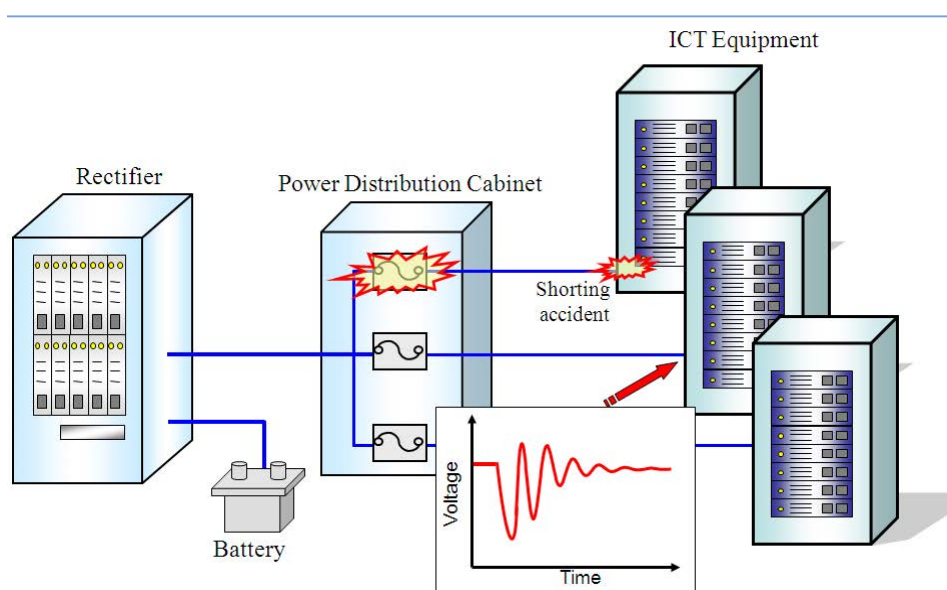 ICT Equipment
Rectifier
Power Distribution Cabinet
Shorting
accident
Battery
Voltage
Time